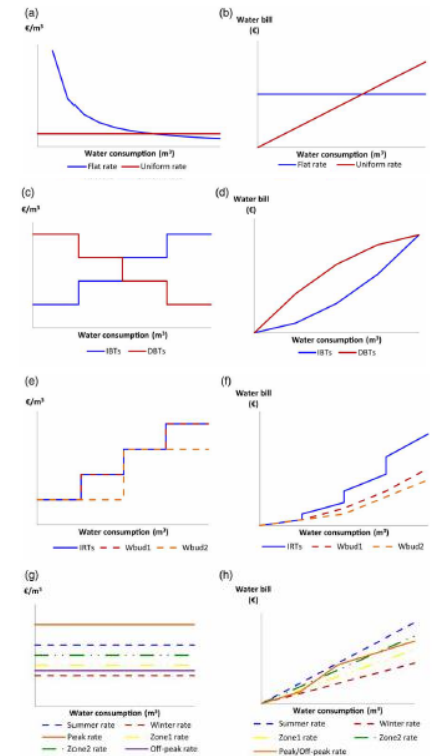 (a)
€/m³
Water consumption (m³)
Flat rate Uniform rate
(b)
Water bill
(€)
Water consumption (m³)
Flat rate Uniform rate
(c)
€/m³
Water consumption (m³)
IBTs DBTs
(d)
Water bill
(€)
Water consumption (m³)
IBTs DBTs
(e)
€/m³
Water consumption (m³)
IRTs Wbud1 Wbud2
(f)
Water bill
(€)
Water consumption (m³)
IRTs Wbud1 Wbud2
(g)
€/m³
Water consumption (m³)
Summer rate Winter rate
Peak rate Zone1 rate
Zone2 rate Off-peak rate
(h)
Water bill
(€)
Water consumption (m³)
Summer rate Winter rate
Zone1 rate Zone2 rate
Peak/Off-peak rate